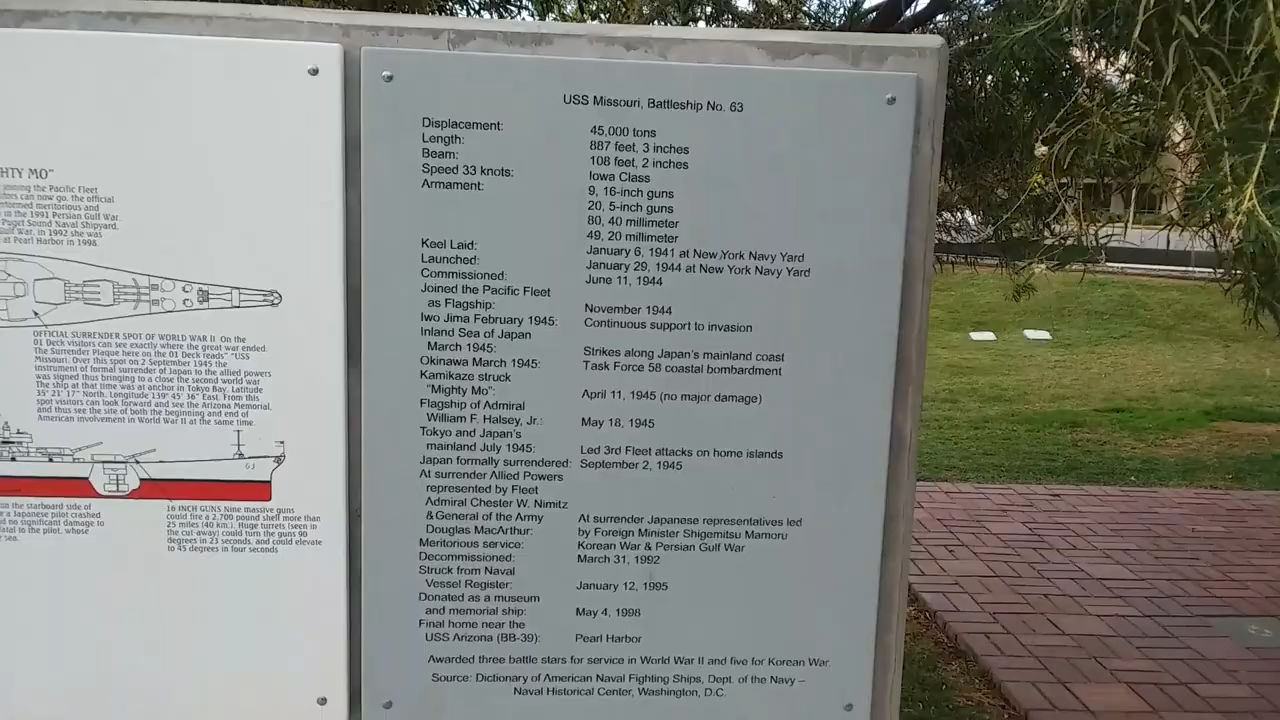 HTY MO"
joining the Pacific Fleet
tors can now go, the official
rformed meritorious and
in the 1991 Persian Gulf War.
Puget Sound Naval Shipyard.
Gulf War, in 1992 she was
at Pearl Harbor in 1998.
OFFICIAL SURRENDER SPOT OF WORLD WAR II On the
01 Deck visitors can see exactly where the great war ended.
The Surrender Plaque here on the 01 Deck reads" "USS
Missouri. Over this spot on 2 September 1945 the
instrument of formal surrender of Japan to the allied powers
was signed thus bringing to a close the second world war
The ship at that time was at anchor in Tokyo Bay. Latitude
35° 21' 17" North. Longitude 139° 45' 36" East. From this
spot visitors can look forward and see the Arizona Memorial,
and thus see the site of both the beginning and end of
American involvement in World War II at the same time.
63
on the starboard side of
e a Japanese pilot crashed
d no significant damage to
fatal to the pilot, whose
sea.
16 INCH GUNS Nine massive guns
could fire a 2,700 pound shell more than
25 miles (40 km.). Huge turrets (seen in
the cut-away) could turn the guns 90
degrees in 23 seconds, and could elevate
to 45 degrees in four seconds
USS Missouri, Battleship No. 63
Displacement: 45,000 tons
Length: 887 feet, 3 inches
Beam: 108 feet, 2 inches
Speed 33 knots: Iowa Class
Armament: 9, 16-inch guns
20, 5-inch guns
80, 40 millimeter
49, 20 millimeter
Keel Laid: January 6, 1941 at New York Navy Yard
Launched: January 29, 1944 at New York Navy Yard
Commissioned: June 11, 1944
Joined the Pacific Fleet
as Flagship: November 1944
Iwo Jima February 1945: Continuous support to invasion
Inland Sea of Japan
March 1945: Strikes along Japan's mainland coast
Okinawa March 1945: Task Force 58 coastal bombardment
Kamikaze struck
"Mighty Mo": April 11, 1945 (no major damage)
Flagship of Admiral
William F. Halsey, Jr.: May 18, 1945
Tokyo and Japan's
mainland July 1945: Led 3rd Fleet attacks on home islands
Japan formally surrendered: September 2, 1945
At surrender Allied Powers
represented by Fleet
Admiral Chester W. Nimitz
& General of the Army At surrender Japanese representatives led
Douglas MacArthur: by Foreign Minister Shigemitsu Mamoru
Meritorious service: Korean War & Persian Gulf War
Decommissioned: March 31, 1992
Struck from Naval
Vessel Register: January 12, 1995
Donated as a museum
and memorial ship: May 4, 1998
Final home near the
USS Arizona (BB-39): Pearl Harbor
Awarded three battle stars for service in World War II and five for Korean War.
Source: Dictionary of American Naval Fighting Ships, Dept. of the Navy –
Naval Historical Center, Washington, D.C.